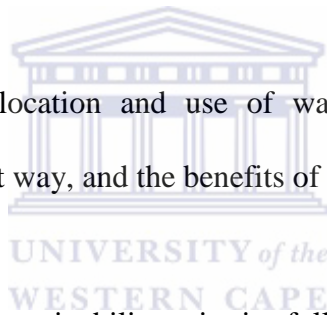 location and use of wa
t way, and the benefits of
UNIVERSITY of the
WESTERN CAPE